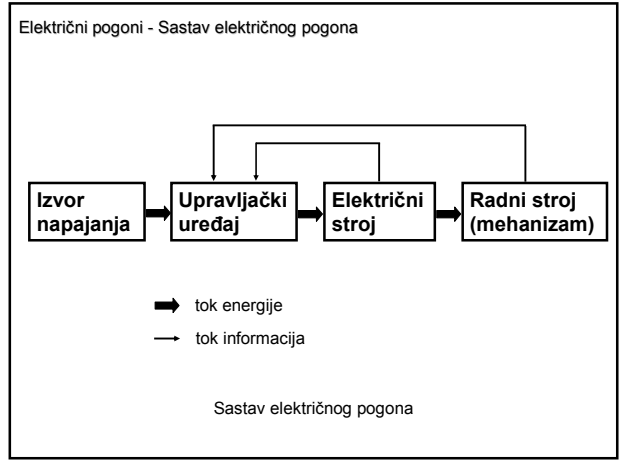 Električni pogoni - Sastav električnog pogona
Izvor
napajanja
Upravljački
uređaj
Električni
stroj
Radni stroj
(mehanizam)
tok energije
tok informacija
Sastav električnog pogona